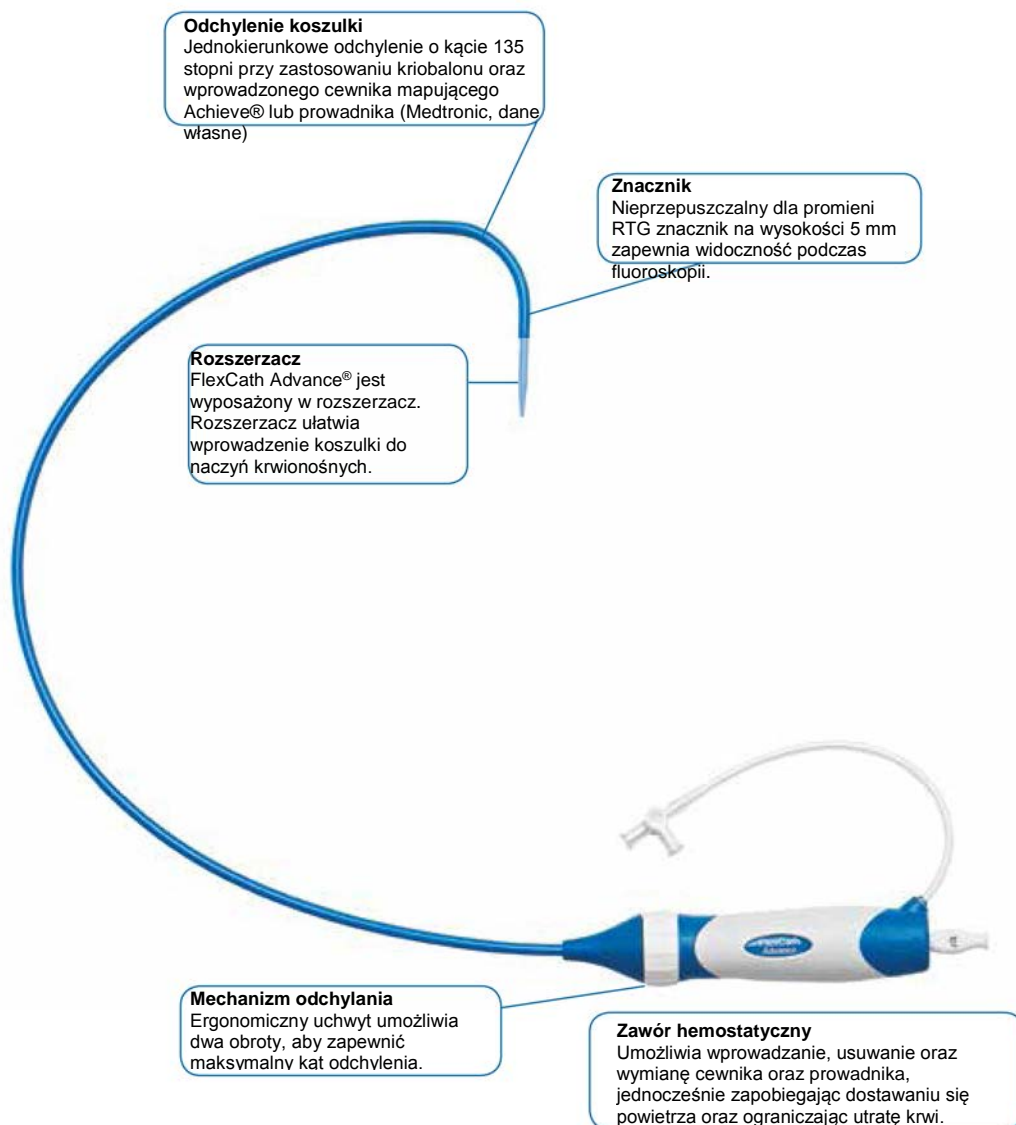 Odchylenie koszulki
Jednokierunkowe odchylenie o kącie 135
stopni przy zastosowaniu kriobalonu oraz
wprowadzonego cewnika mapującego
Achieve® lub prowadnika (Medtronic, dane
własne)
Znacznik
Nieprzepuszczalny dla promieni
RTG znacznik na wysokości 5 mm
zapewnia widoczność podczas
fluoroskopii.
Rozszerzacz
FlexCath Advance® jest
wyposażony w rozszerzacz.
Rozszerzacz ułatwia
wprowadzenie koszulki do
naczyń krwionośnych.
FlexCath
Advance
Mechanizm odchylania
Ergonomiczny uchwyt umożliwia
dwa obroty, aby zapewnić
maksymalny kąt odchylenia.
Zawór hemostatyczny
Umożliwia wprowadzanie, usuwanie oraz
wymianę cewnika oraz prowadnika,
jednocześnie zapobiegając dostawaniu się
powietrza oraz ograniczając utratę krwi.